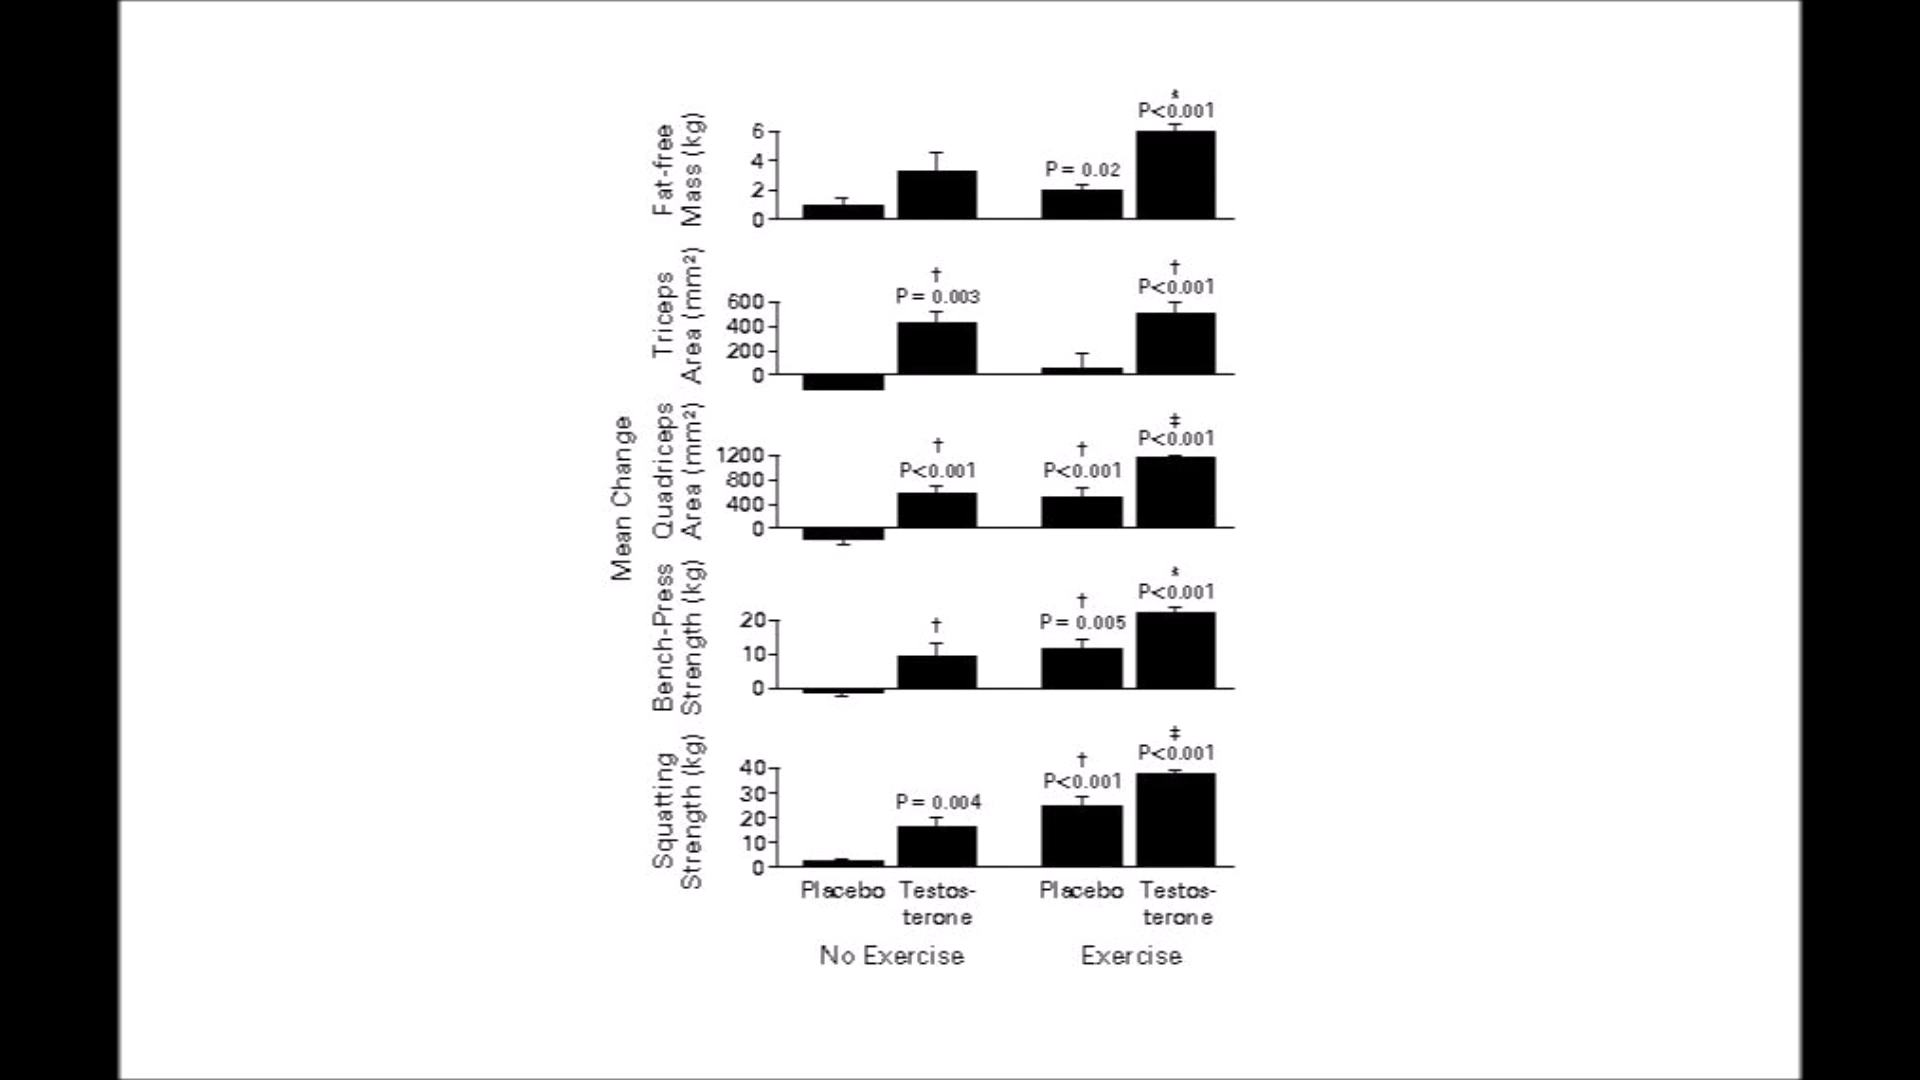 Mean Change
Fat-free
Mass (kg)
6
4
2
0
P = 0.02
*
P<0.001
Triceps
Area (mm²)
600
400
200
0
†
P = 0.003
†
P<0.001
Quadriceps
Area (mm²)
1200
800
400
0
†
P<0.001
†
P<0.001
‡
P<0.001
Bench-Press
Strength (kg)
20
10
0
†
†
P = 0.005
*
P<0.001
Squatting
Strength (kg)
40
30
20
10
0
P = 0.004
†
P<0.001
‡
P<0.001
Placebo
Testos-
terone
Placebo
Testos-
terone
No Exercise
Exercise